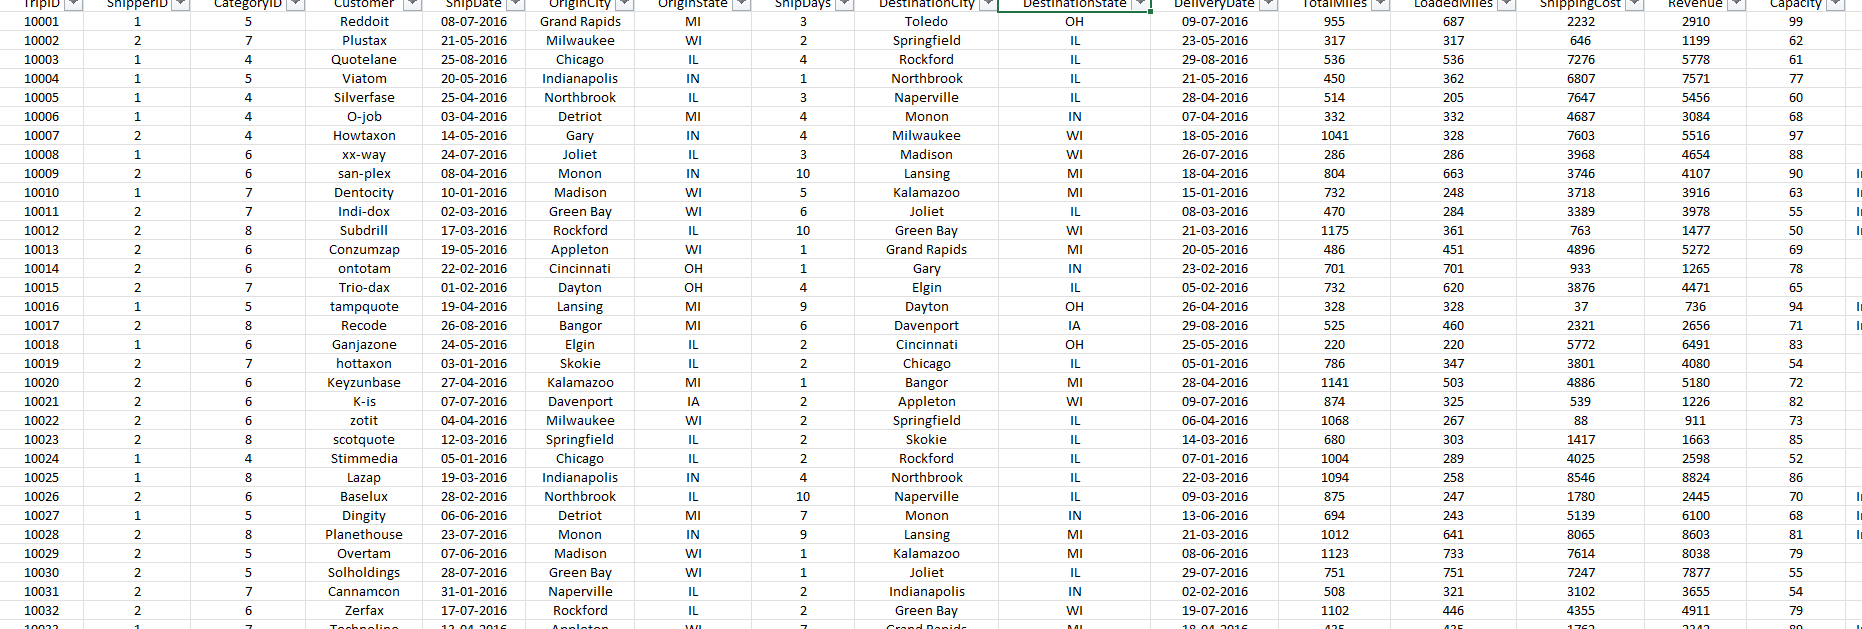 TripID ShipperID CategoryID Customer ShipDate OriginCity OriginState ShipDays DestinationCity DestinationState DeliveryDate TotalMiles LoadedMiles ShippingCost Revenue Capacity
10001 1 5 Reddoit 08-07-2016 Grand Rapids MI 3 Toledo OH 09-07-2016 955 687 2232 2910 99
10002 2 7 Plustax 21-05-2016 Milwaukee WI 2 Springfield IL 23-05-2016 317 317 646 1199 62
10003 1 4 Quotelane 25-08-2016 Chicago IL 4 Rockford IL 29-08-2016 536 536 7276 5778 61
10004 1 5 Viatom 20-05-2016 Indianapolis IN 1 Northbrook IL 21-05-2016 450 362 6807 7571 77
10005 1 4 Silverfase 25-04-2016 Northbrook IL 3 Naperville IL 28-04-2016 514 205 7647 5456 60
10006 1 4 O-job 03-04-2016 Detriot MI 4 Monon IN 07-04-2016 332 332 4687 3084 68
10007 2 4 Howtaxon 14-05-2016 Gary IN 4 Milwaukee WI 18-05-2016 1041 328 7603 5516 97
10008 1 6 xx-way 24-07-2016 Joliet IL 3 Madison WI 26-07-2016 286 286 3968 4654 88
10009 2 6 san-plex 08-04-2016 Monon IN 10 Lansing MI 18-04-2016 804 663 3746 4107 90
10010 1 7 Dentocity 10-01-2016 Madison WI 5 Kalamazoo MI 15-01-2016 732 248 3718 3916 63
10011 2 7 Indi-dox 02-03-2016 Green Bay WI 6 Joliet IL 08-03-2016 470 284 3389 3978 55
10012 2 8 Subdrill 17-03-2016 Rockford IL 10 Green Bay WI 21-03-2016 1175 361 763 1477 50
10013 2 6 Conzumzap 19-05-2016 Appleton WI 1 Grand Rapids MI 20-05-2016 486 451 4896 5272 69
10014 2 6 ontotam 22-02-2016 Cincinnati OH 1 Gary IN 23-02-2016 701 701 933 1265 78
10015 2 7 Trio-dax 01-02-2016 Dayton OH 4 Elgin IL 05-02-2016 732 620 3876 4471 65
10016 1 5 tampquote 19-04-2016 Lansing MI 9 Dayton OH 26-04-2016 328 328 37 736 94
10017 2 8 Recode 26-08-2016 Bangor MI 6 Davenport IA 29-08-2016 525 460 2321 2656 71
10018 1 6 Ganjazone 24-05-2016 Elgin IL 2 Cincinnati OH 25-05-2016 220 220 5772 6491 83
10019 2 7 hottaxon 03-01-2016 Skokie IL 2 Chicago IL 05-01-2016 786 347 3801 4080 54
10020 2 6 Keyzunbase 27-04-2016 Kalamazoo MI 1 Bangor MI 28-04-2016 1141 503 4886 5180 72
10021 2 6 K-is 07-07-2016 Davenport IA 2 Appleton WI 09-07-2016 874 325 539 1226 82
10022 2 6 zotit 04-04-2016 Milwaukee WI 2 Springfield IL 06-04-2016 1068 267 88 911 73
10023 2 8 scotquote 12-03-2016 Springfield IL 2 Skokie IL 14-03-2016 680 303 1417 1663 85
10024 1 4 Stimmedia 05-01-2016 Chicago IL 2 Rockford IL 07-01-2016 1004 289 4025 2598 52
10025 1 8 Lazap 19-03-2016 Indianapolis IN 4 Northbrook IL 22-03-2016 1094 258 8546 8824 86
10026 2 6 Baselux 28-02-2016 Northbrook IL 10 Naperville IL 09-03-2016 875 247 1780 2445 70
10027 1 5 Dingity 06-06-2016 Detriot MI 7 Monon IN 13-06-2016 694 243 5139 6100 68
10028 2 8 Planethouse 23-07-2016 Monon IN 9 Lansing MI 21-03-2016 1012 641 8065 8603 81
10029 2 5 Overtam 07-06-2016 Madison WI 1 Kalamazoo MI 08-06-2016 1123 733 7614 8038 79
10030 2 5 Solholdings 28-07-2016 Green Bay WI 1 Joliet IL 29-07-2016 751 751 7247 7877 55
10031 2 7 Cannamcon 31-01-2016 Naperville IL 2 Indianapolis IN 02-02-2016 508 321 3102 3655 54
10032 2 6 Zerfax 17-07-2016 Rockford IL 2 Green Bay WI 19-07-2016 1102 446 4355 4911 79